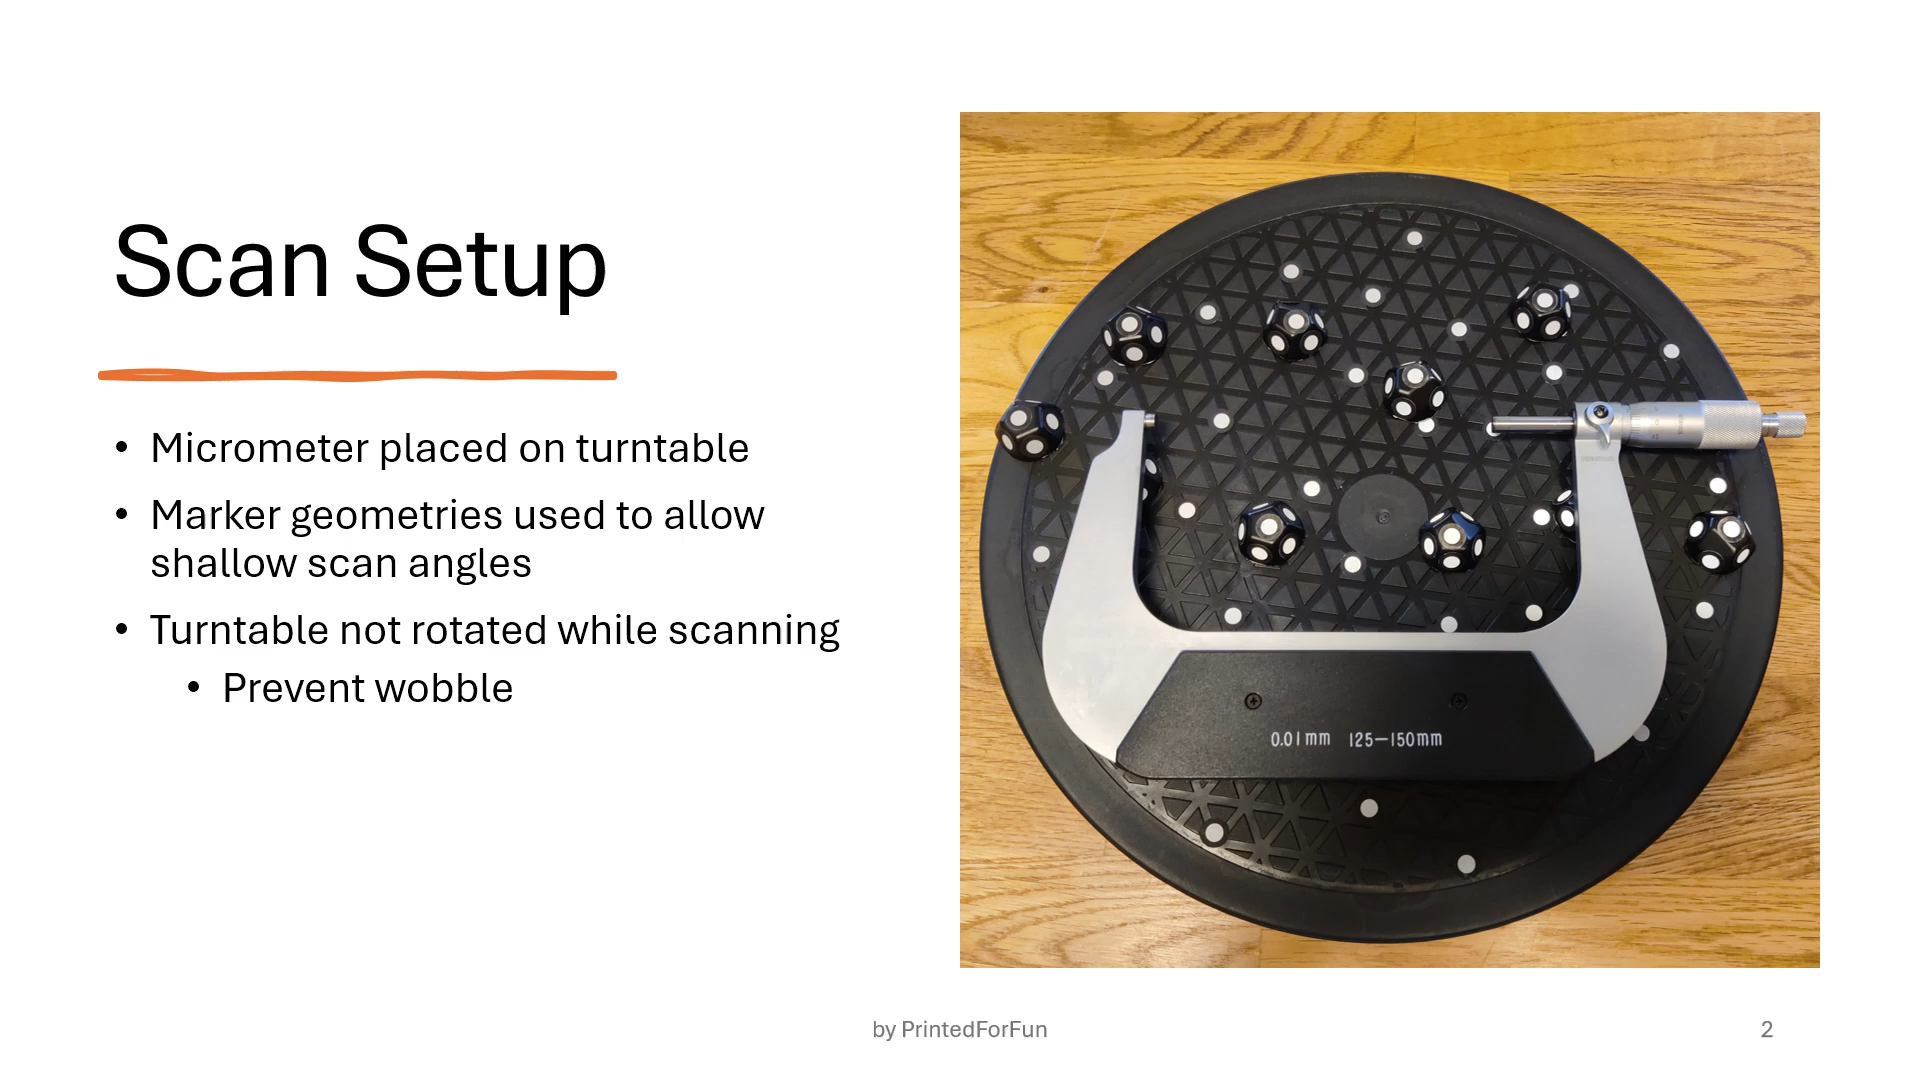 Scan Setup
• Micrometer placed on turntable
• Marker geometries used to allow
shallow scan angles
• Turntable not rotated while scanning
• Prevent wobble
0.01mm 125–150mm
by PrintedForFun
2